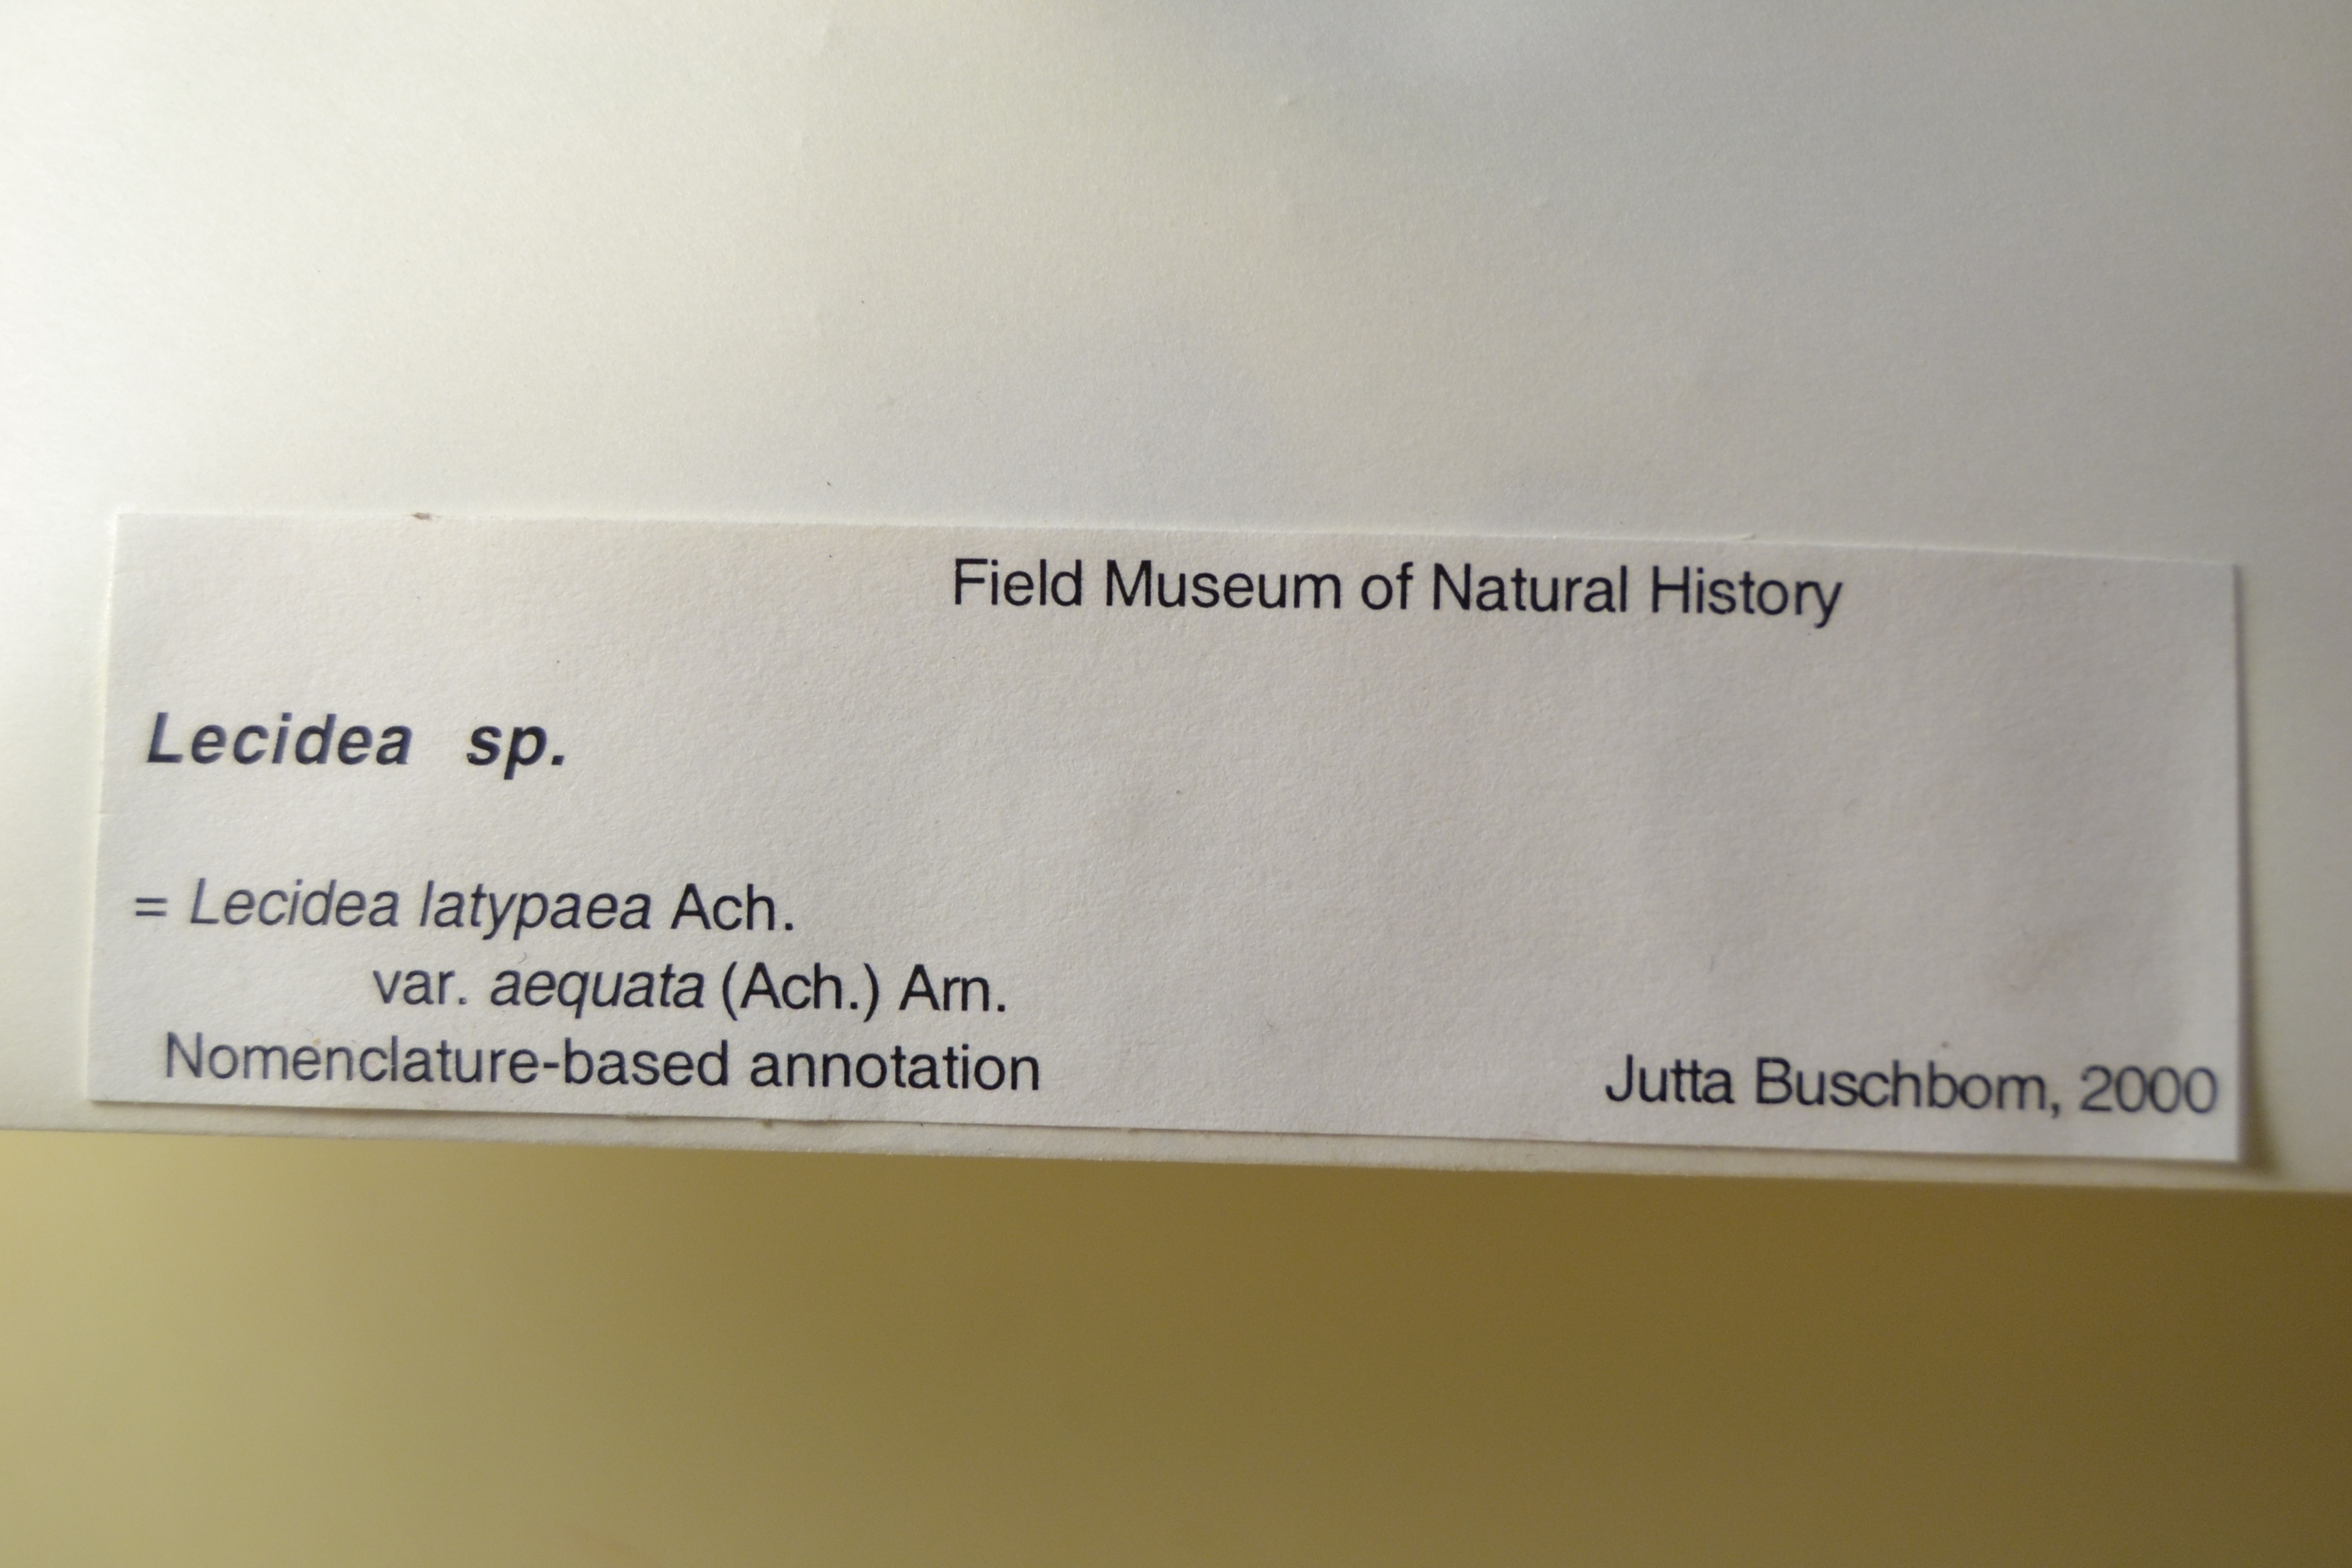 Field Museum of Natural History
Lecidea sp.
= Lecidea latypaea Ach.
var. aequata (Ach.) Arn.
Nomenclature-based annotation
Jutta Buschbom, 2000